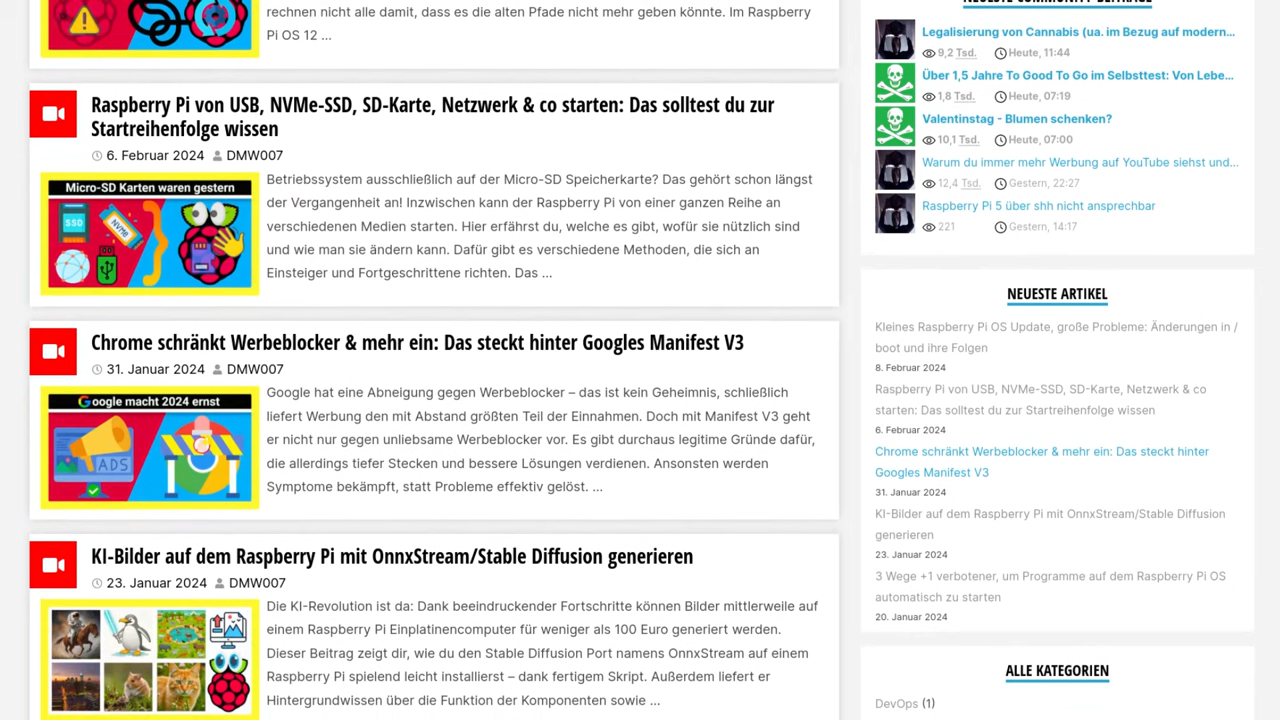 elle mit, sodass es die alten Pfade nicht mehr geben könnte. Im Raspberry
Pi OS 12 ...
Raspberry Pi von USB, NVMe-SSD, SD-Karte, Netzwerk & co starten: Das solltest du zur
Startreihenfolge wissen
6. Februar 2024 DMW007
Micro-SD Karten waren gestern
SSD
NVMe
Betriebssystem ausschließlich auf der Micro-SD Speicherkarte? Das gehört schon längst
der Vergangenheit an! Inzwischen kann der Raspberry Pi von einer ganzen Reihe an
verschiedenen Medien starten. Hier erfährst du, welche es gibt, wofür sie nützlich sind
und wie man sie ändern kann. Dafür gibt es verschiedene Methoden, die sich an
Einsteiger und Fortgeschrittene richten. Das ...
Chrome schränkt Werbeblocker & mehr ein: Das steckt hinter Googles Manifest V3
31. Januar 2024 DMW007
Google macht 2024 ernst
ADS
Google hat eine Abneigung gegen Werbeblocker – das ist kein Geheimnis, schließlich
liefert Werbung den mit Abstand größten Teil der Einnahmen. Doch mit Manifest V3 geht
er nicht nur gegen unliebsame Werbeblocker vor. Es gibt durchaus legitime Gründe dafür,
die allerdings tiefer Stecken und bessere Lösungen verdienen. Ansonsten werden
Symptome bekämpft, statt Probleme effektiv gelöst. ...
KI-Bilder auf dem Raspberry Pi mit OnnxStream/Stable Diffusion generieren
23. Januar 2024 DMW007
Die KI-Revolution ist da: Dank beeindruckender Fortschritte können Bilder mittlerweile auf
einem Raspberry Pi Einplatinencomputer für weniger als 100 Euro generiert werden.
Dieser Beitrag zeigt dir, wie du den Stable Diffusion Port namens OnnxStream auf einem
Raspberry Pi spielend leicht installierst – dank fertigem Skript. Außerdem liefert er
Hintergrundwissen über die Funktion der Komponenten sowie ...
NEUESTE COMMUNITY-BEITRÄGE
Legalisierung von Cannabis (ua. im Bezug auf modern...
9,2 Tsd. Heute, 11:44
Über 1,5 Jahre To Good To Go im Selbsttest: Von Lebe...
1,8 Tsd. Heute, 07:19
Valentinstag - Blumen schenken?
10,1 Tsd. Heute, 07:00
Warum du immer mehr Werbung auf YouTube siehst und...
12,4 Tsd. Gestern, 22:27
Raspberry Pi 5 über shh nicht ansprechbar
221 Gestern, 14:17
NEUESTE ARTIKEL
Kleines Raspberry Pi OS Update, große Probleme: Änderungen in /
boot und ihre Folgen
8. Februar 2024
Raspberry Pi von USB, NVMe-SSD, SD-Karte, Netzwerk & co
starten: Das solltest du zur Startreihenfolge wissen
6. Februar 2024
Chrome schränkt Werbeblocker & mehr ein: Das steckt hinter
Googles Manifest V3
31. Januar 2024
KI-Bilder auf dem Raspberry Pi mit OnnxStream/Stable Diffusion
generieren
23. Januar 2024
3 Wege +1 verbotener, um Programme auf dem Raspberry Pi OS
automatisch zu starten
20. Januar 2024
ALLE KATEGORIEN
DevOps (1)